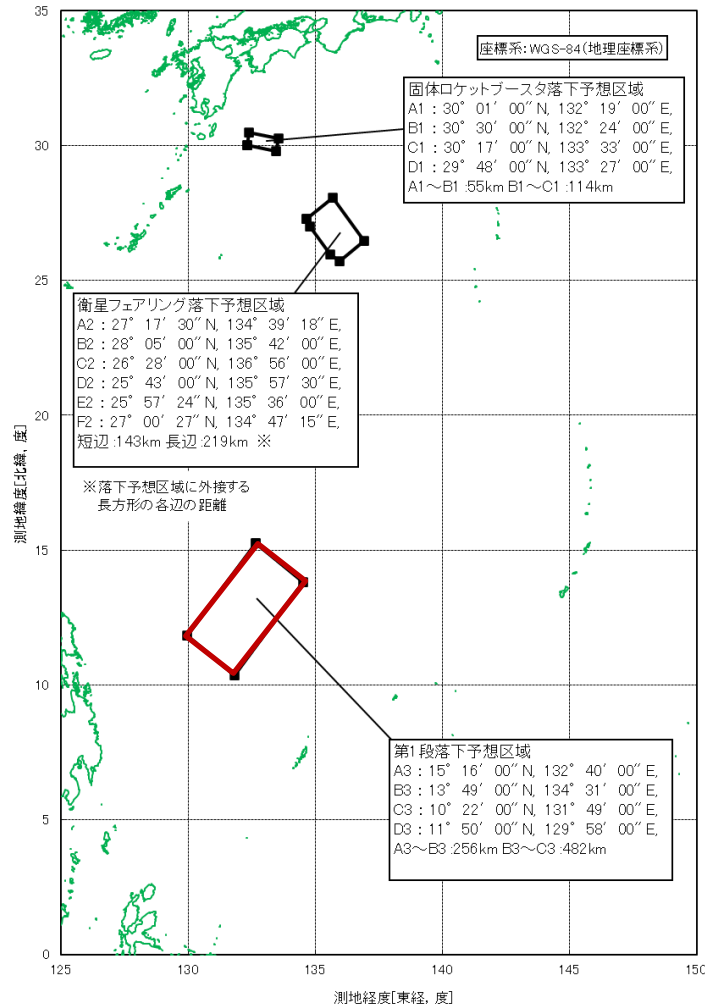 座標系：WGS-84(地理座標系)
固体ロケットブースタ落下予想区域
A1：30° 01′ 00″N, 132° 19′ 00″E,
B1：30° 30′ 00″N, 132° 24′ 00″E,
C1：30° 17′ 00″N, 133° 33′ 00″E,
D1：29° 48′ 00″N, 133° 27′ 00″E,
A1～B1:55km B1～C1:114km
衛星フェアリング落下予想区域
A2：27° 17′ 30″N, 134° 39′ 18″E,
B2：28° 05′ 00″N, 135° 42′ 00″E,
C2：26° 28′ 00″N, 136° 56′ 00″E,
D2：25° 43′ 00″N, 135° 57′ 30″E,
E2：25° 57′ 24″N, 135° 36′ 00″E,
F2：27° 00′ 27″N, 134° 47′ 15″E,
短辺:143km 長辺:219km ※
※落下予想区域に外接する
長方形の各辺の距離
第1段落下予想区域
A3：15° 16′ 00″N, 132° 40′ 00″E,
B3：13° 49′ 00″N, 134° 31′ 00″E,
C3：10° 22′ 00″N, 131° 49′ 00″E,
D3：11° 50′ 00″N, 129° 58′ 00″E,
A3～B3:256km B3～C3:482km
測地緯度[北緯, 度]
35
30
25
20
15
10
5
0
125
130
135
140
145
150
測地経度[東経, 度]